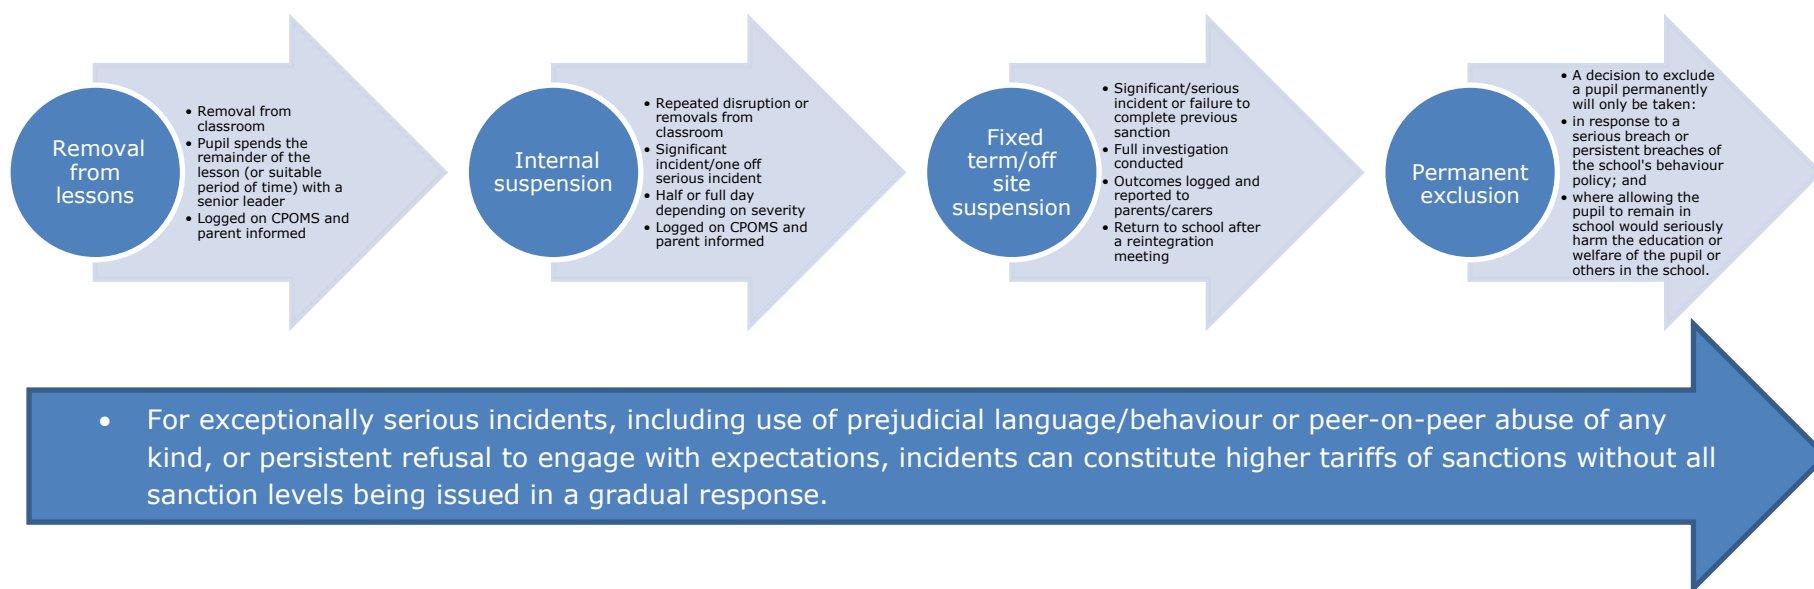 Removal
from
lessons
• Removal from
classroom
• Pupil spends the
remainder of the
lesson (or suitable
period of time) with a
senior leader
• Logged on CPOMS and
parent informed
Internal
suspension
• Repeated disruption or
removals from
classroom
• Significant
incident/one off
serious incident
• Half or full day
depending on severity
• Logged on CPOMS and
parent informed
Fixed
term/off
site
suspension
• Significant/serious
incident or failure to
complete previous
sanction
• Full investigation
conducted
• Outcomes logged and
reported to
parents/carers
• Return to school after
a reintegration
meeting
Permanent
exclusion
• A decision to exclude
a pupil permanently
will only be taken:
• in response to a
serious breach or
persistent breaches of
the school's behaviour
policy; and
• where allowing the
pupil to remain in
school would seriously
harm the education or
welfare of the pupil or
others in the school.
• For exceptionally serious incidents, including use of prejudicial language/behaviour or peer-on-peer abuse of any
kind, or persistent refusal to engage with expectations, incidents can constitute higher tariffs of sanctions without all
sanction levels being issued in a gradual response.